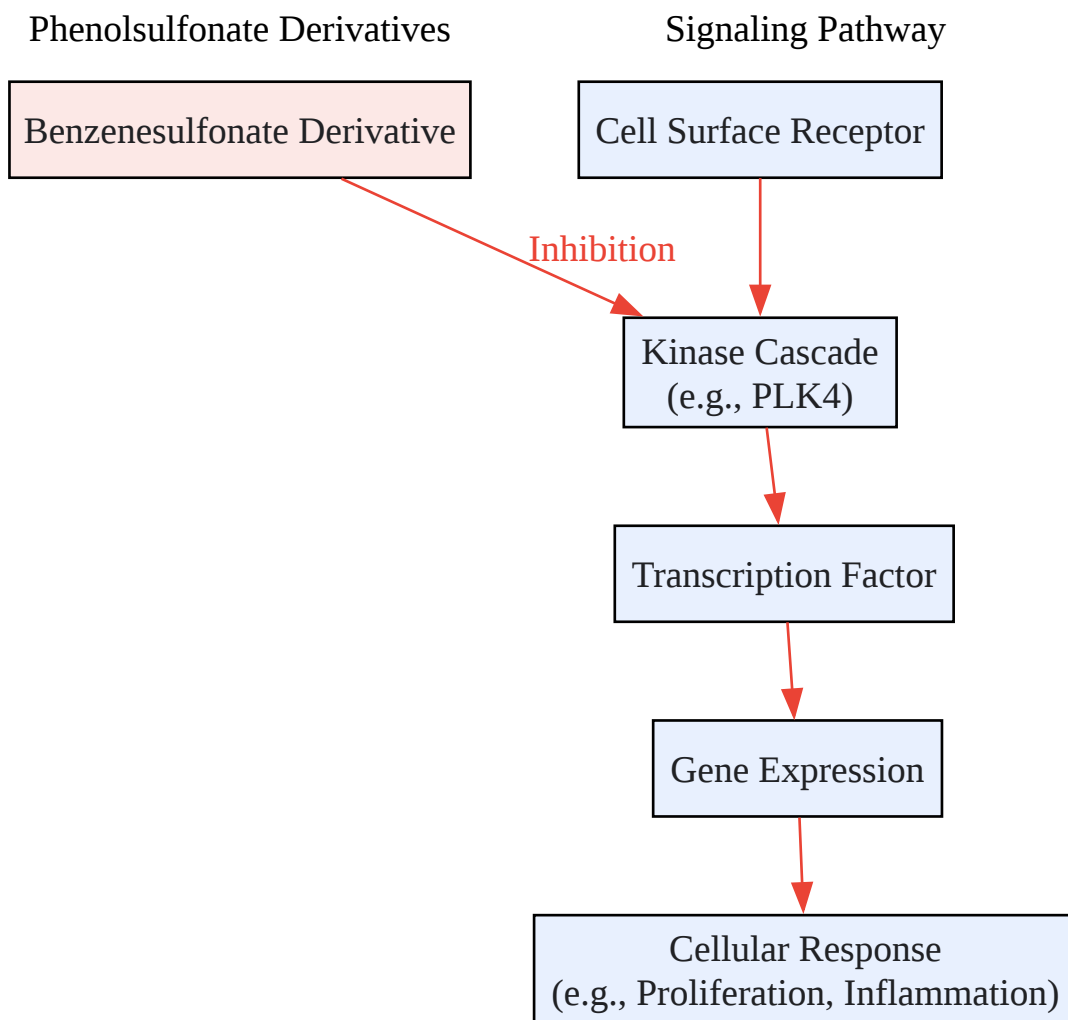 Phenolsulfonate Derivatives
Signaling Pathway
Benzenesulfonate Derivative
Cell Surface Receptor
Inhibition
Kinase Cascade
(e.g., PLK4)
Transcription Factor
Gene Expression
Cellular Response
(e.g., Proliferation, Inflammation)